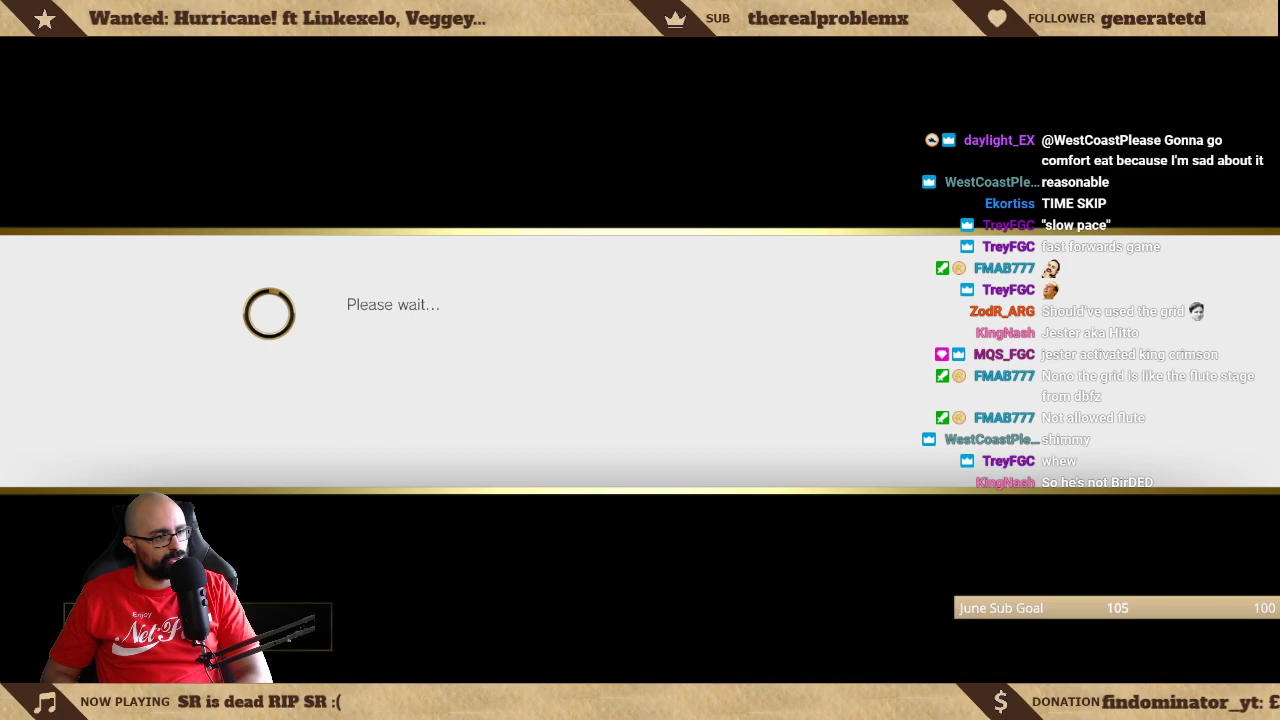 Wanted: Hurricane! ft Linkexelo, Veggey...
SUB therealproblemx
FOLLOWER generatetd
daylight_EX @WestCoastPlease Gonna go
comfort eat because I'm sad about it
WestCoastPle... reasonable
Ekortiss TIME SKIP
TreyFGC "slow pace"
TreyFGC fast forwards game
FMAB777
TreyFGC
ZodR_ARG Should've used the grid
KingNash Jester aka Hitto
MQS_FGC jester activated king crimson
FMAB777 Nono the grid is like the flute stage
from dbfz
FMAB777 Not allowed flute
WestCoastPle... shimmy
TreyFGC whew
KingNash So he's not BirDED
Please wait...
Enjoy
June Sub Goal 105 100
NOW PLAYING SR is dead RIP SR :(
DONATION findominator_yt: £